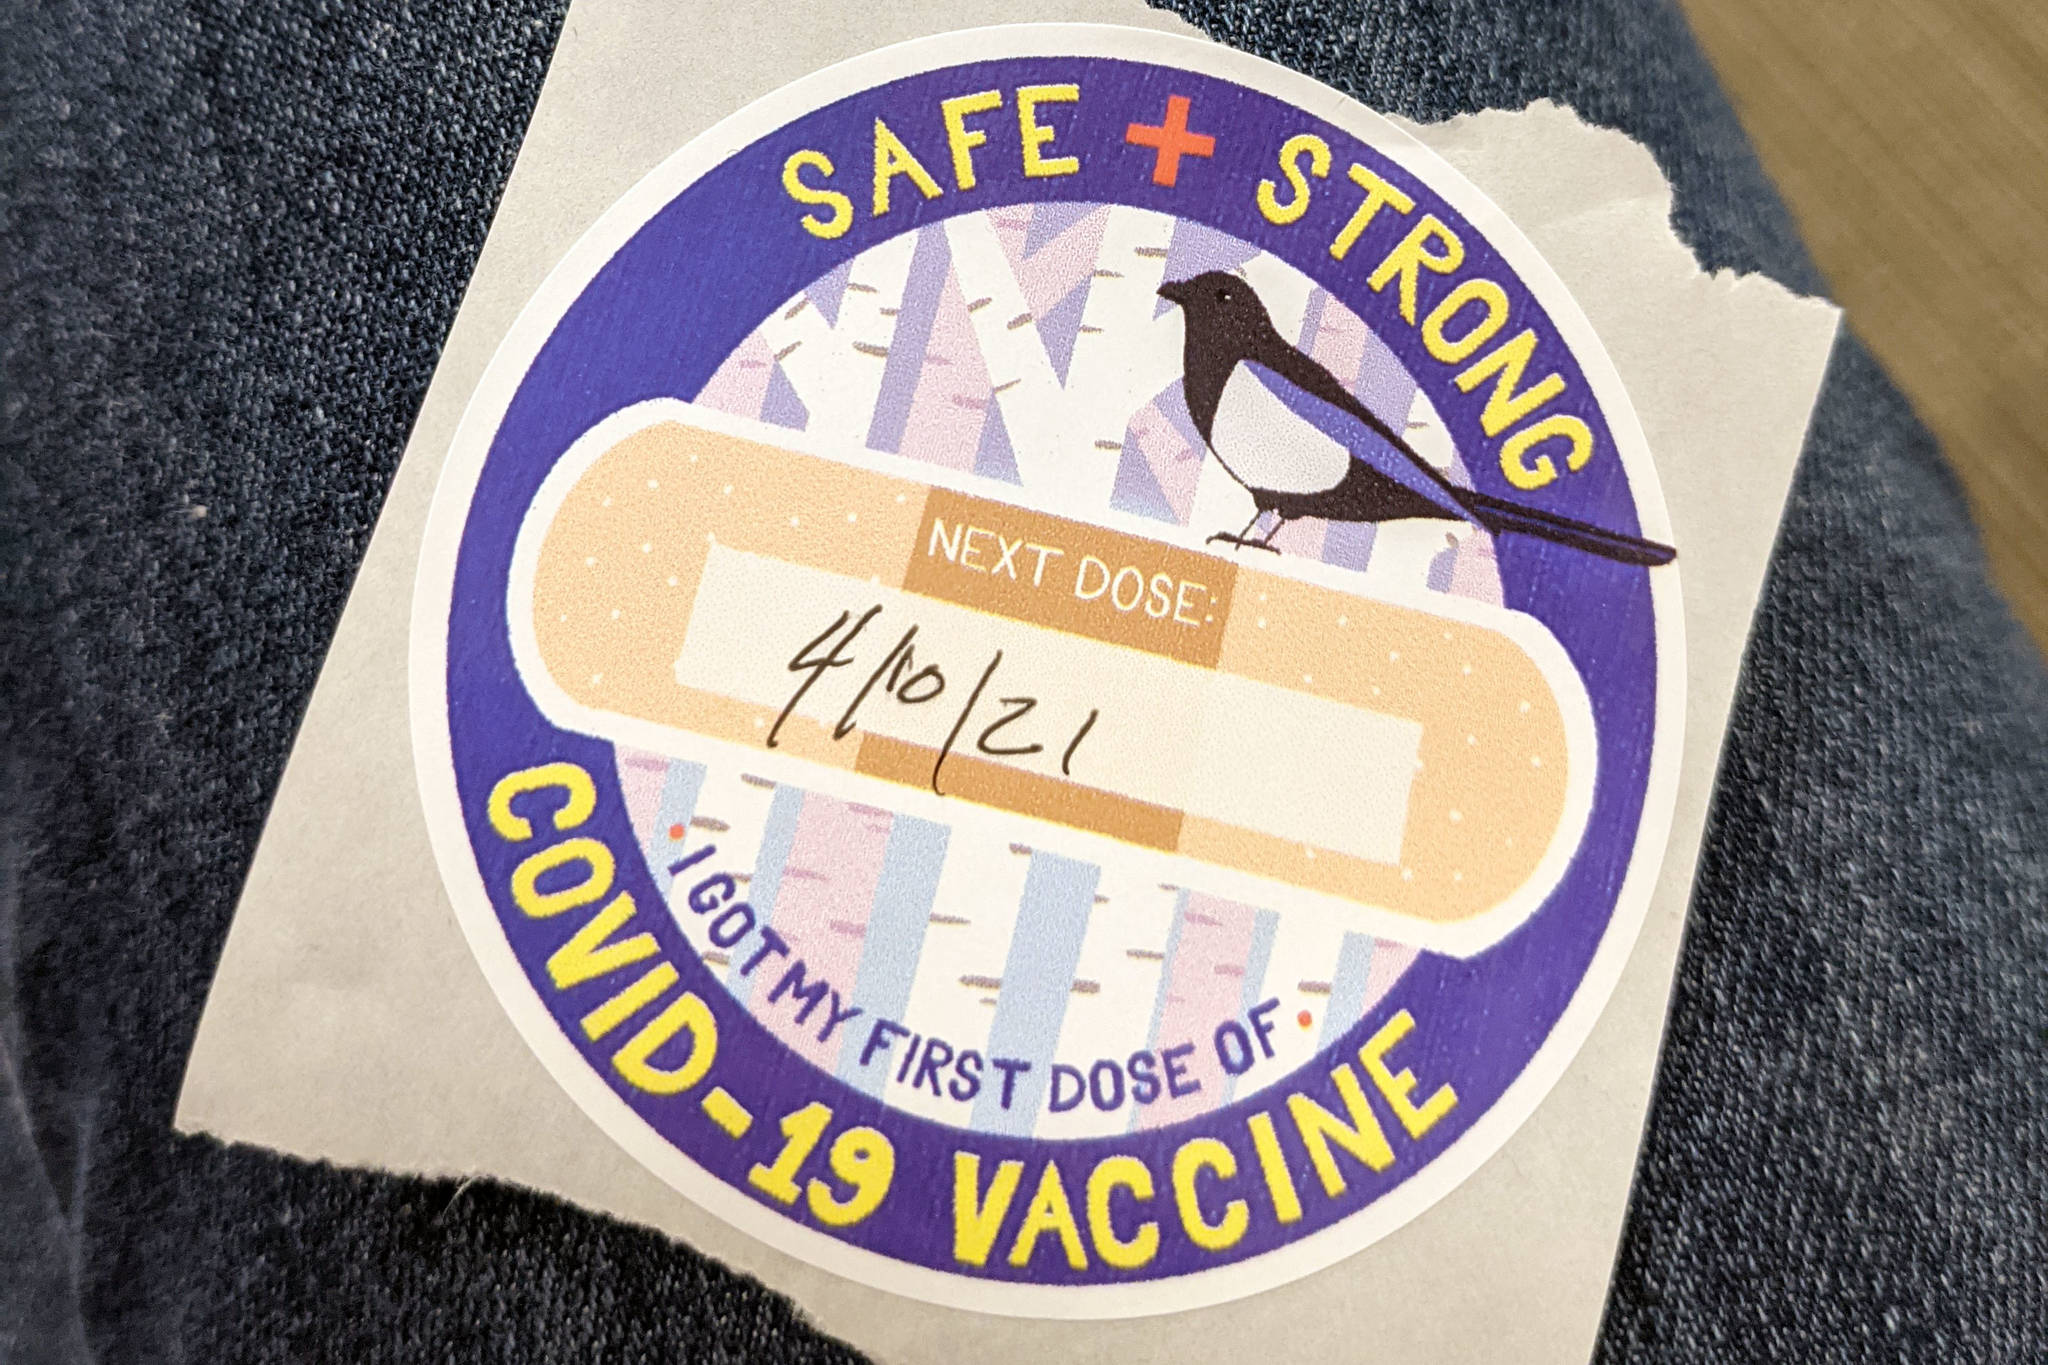 SAFE + STRONG
NEXT DOSE:
4/10/21
I GOT MY FIRST DOSE OF
COVID-19 VACCINE